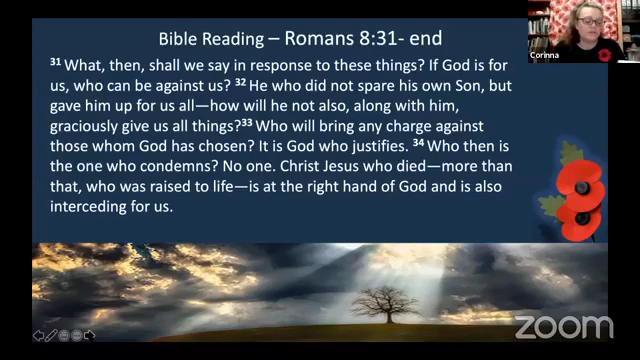 Bible Reading – Romans 8:31- end
31 What, then, shall we say in response to these things? If God is for
us, who can be against us? 32 He who did not spare his own Son, but
gave him up for us all—how will he not also, along with him,
graciously give us all things?33 Who will bring any charge against
those whom God has chosen? It is God who justifies. 34 Who then is
the one who condemns? No one. Christ Jesus who died—more than
that, who was raised to life—is at the right hand of God and is also
interceding for us.
Corinna
zoom